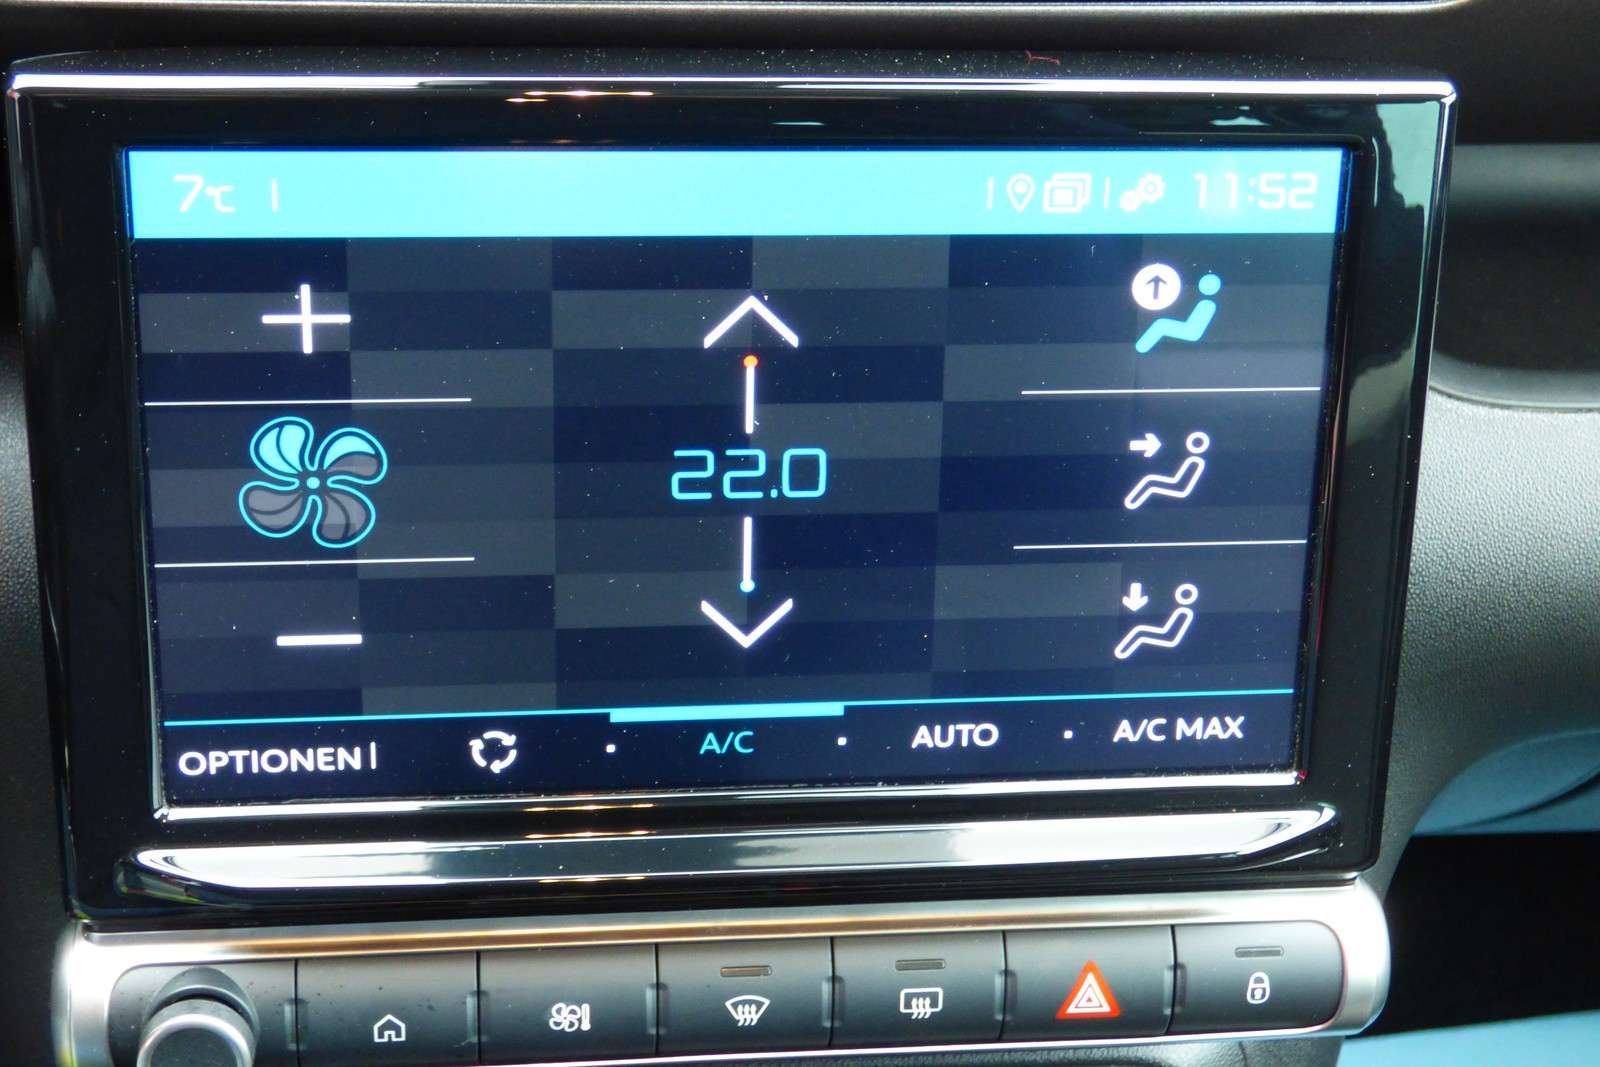 7°C 11:52
22.0
OPTIONEN A/C AUTO A/C MAX